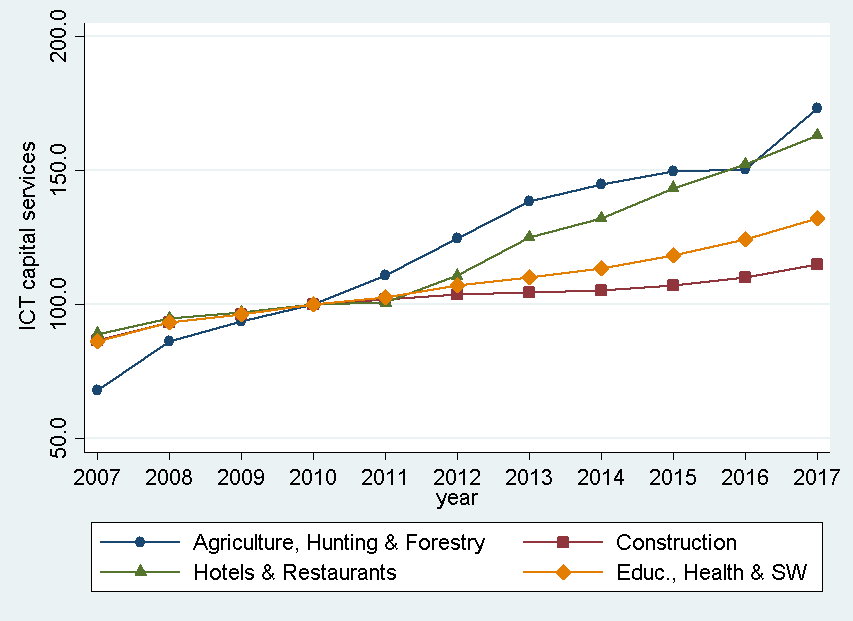 200.0
150.0
100.0
50.0
ICT capital services
2007 2008 2009 2010 2011 2012 2013 2014 2015 2016 2017
year
Agriculture, Hunting & Forestry Construction
Hotels & Restaurants Educ., Health & SW